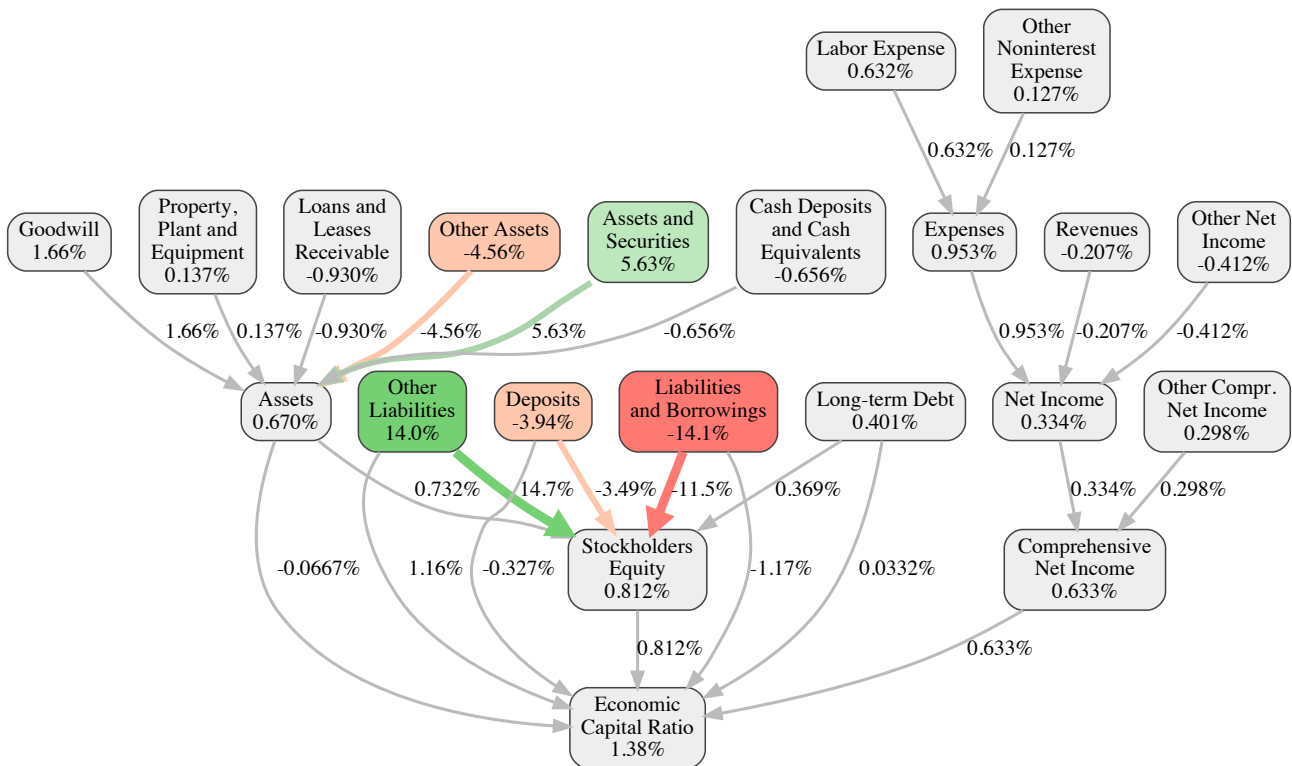 Labor Expense
0.632%
Other
Noninterest
Expense
0.127%
0.632%
0.127%
Goodwill
1.66%
Property,
Plant and
Equipment
0.137%
Loans and
Leases
Receivable
-0.930%
Other Assets
-4.56%
Assets and
Securities
5.63%
Cash Deposits
and Cash
Equivalents
-0.656%
Expenses
0.953%
Revenues
-0.207%
Other Net
Income
-0.412%
1.66%
0.137%
-0.930%
-4.56%
5.63%
-0.656%
0.953%
-0.207%
-0.412%
Assets
0.670%
Other
Liabilities
14.0%
Deposits
-3.94%
Liabilities
and Borrowings
-14.1%
Long-term Debt
0.401%
Net Income
0.334%
Other Compr.
Net Income
0.298%
0.732%
14.7%
-3.49%
-11.5%
0.369%
0.334%
0.298%
Stockholders
Equity
0.812%
Comprehensive
Net Income
0.633%
-0.0667%
1.16%
-0.327%
-1.17%
0.0332%
0.812%
0.633%
Economic
Capital Ratio
1.38%